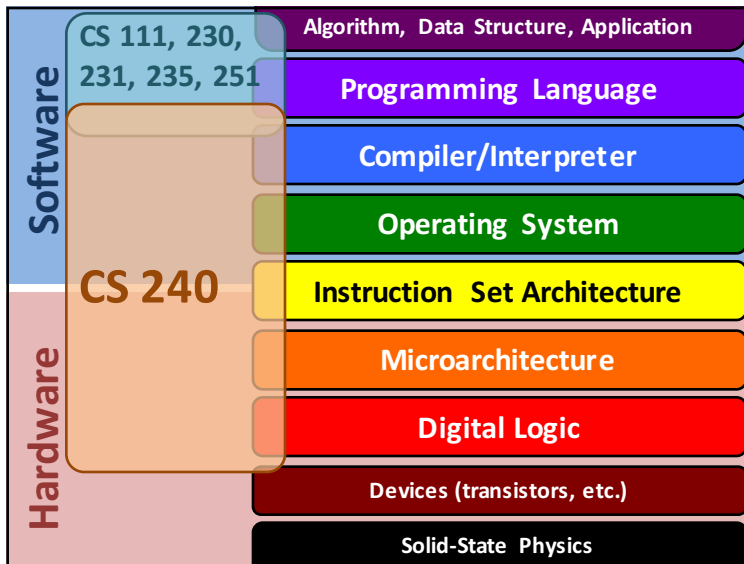 Software
Hardware
CS 111, 230,
231, 235, 251
CS 240
Algorithm, Data Structure, Application
Programming Language
Compiler/Interpreter
Operating System
Instruction Set Architecture
Microarchitecture
Digital Logic
Devices (transistors, etc.)
Solid-State Physics